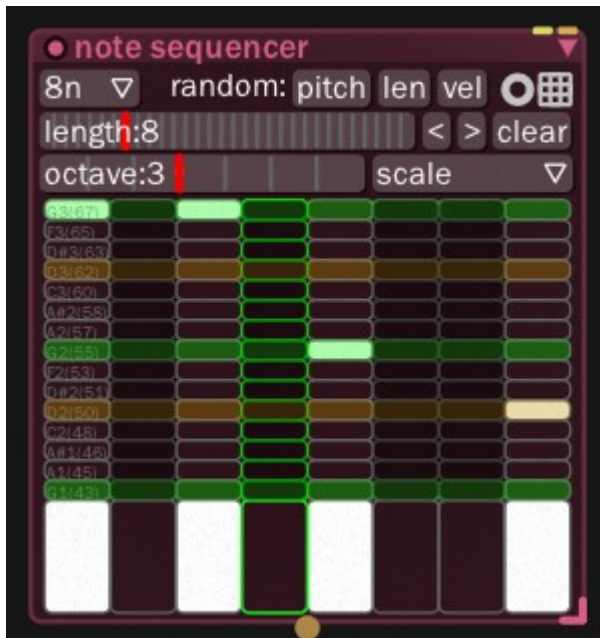 note sequencer
8n random: pitch len vel
length:8 < > clear
octave:3 scale
G3(67)
F3(65)
D#3(63)
D3(62)
C3(60)
A#2(58)
A2(57)
G2(55)
F2(53)
D#2(51)
D2(50)
C2(48)
A#1(46)
A1(45)
G1(43)